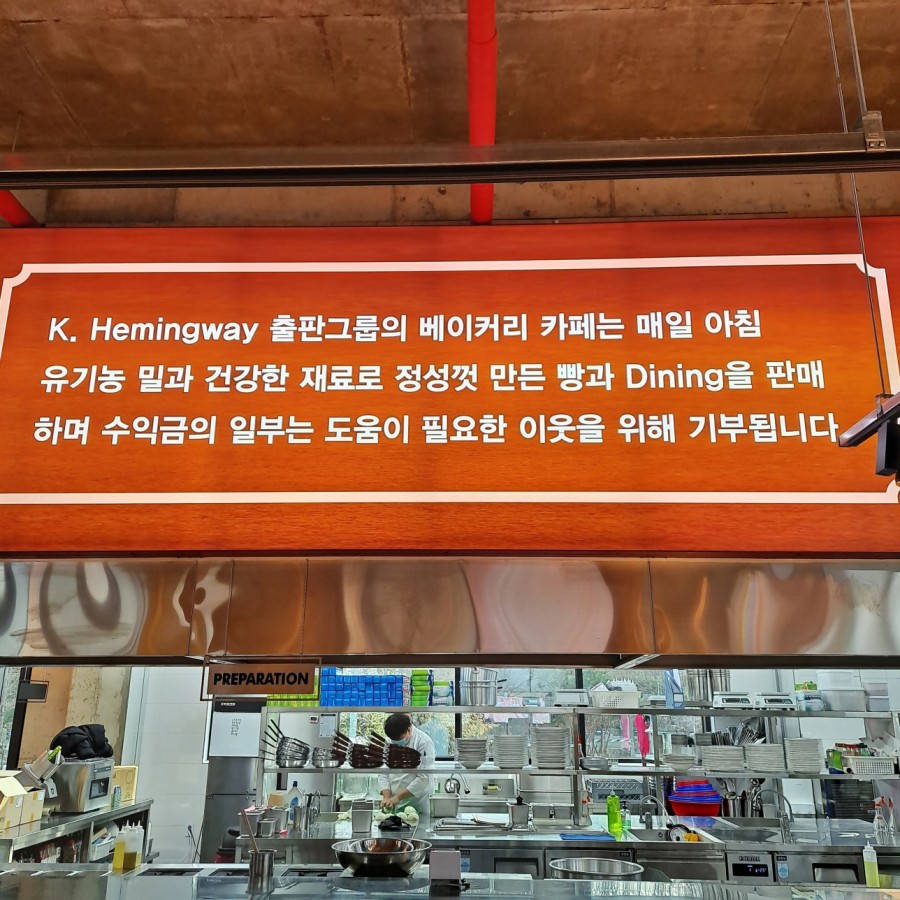 K. Hemingway 출판그룹의 베이커리 카페는 매일 아침
유기농 밀과 건강한 재료로 정성껏 만든 빵과 Dining을 판매
하며 수익금의 일부는 도움이 필요한 이웃을 위해 기부됩니다
PREPARATION